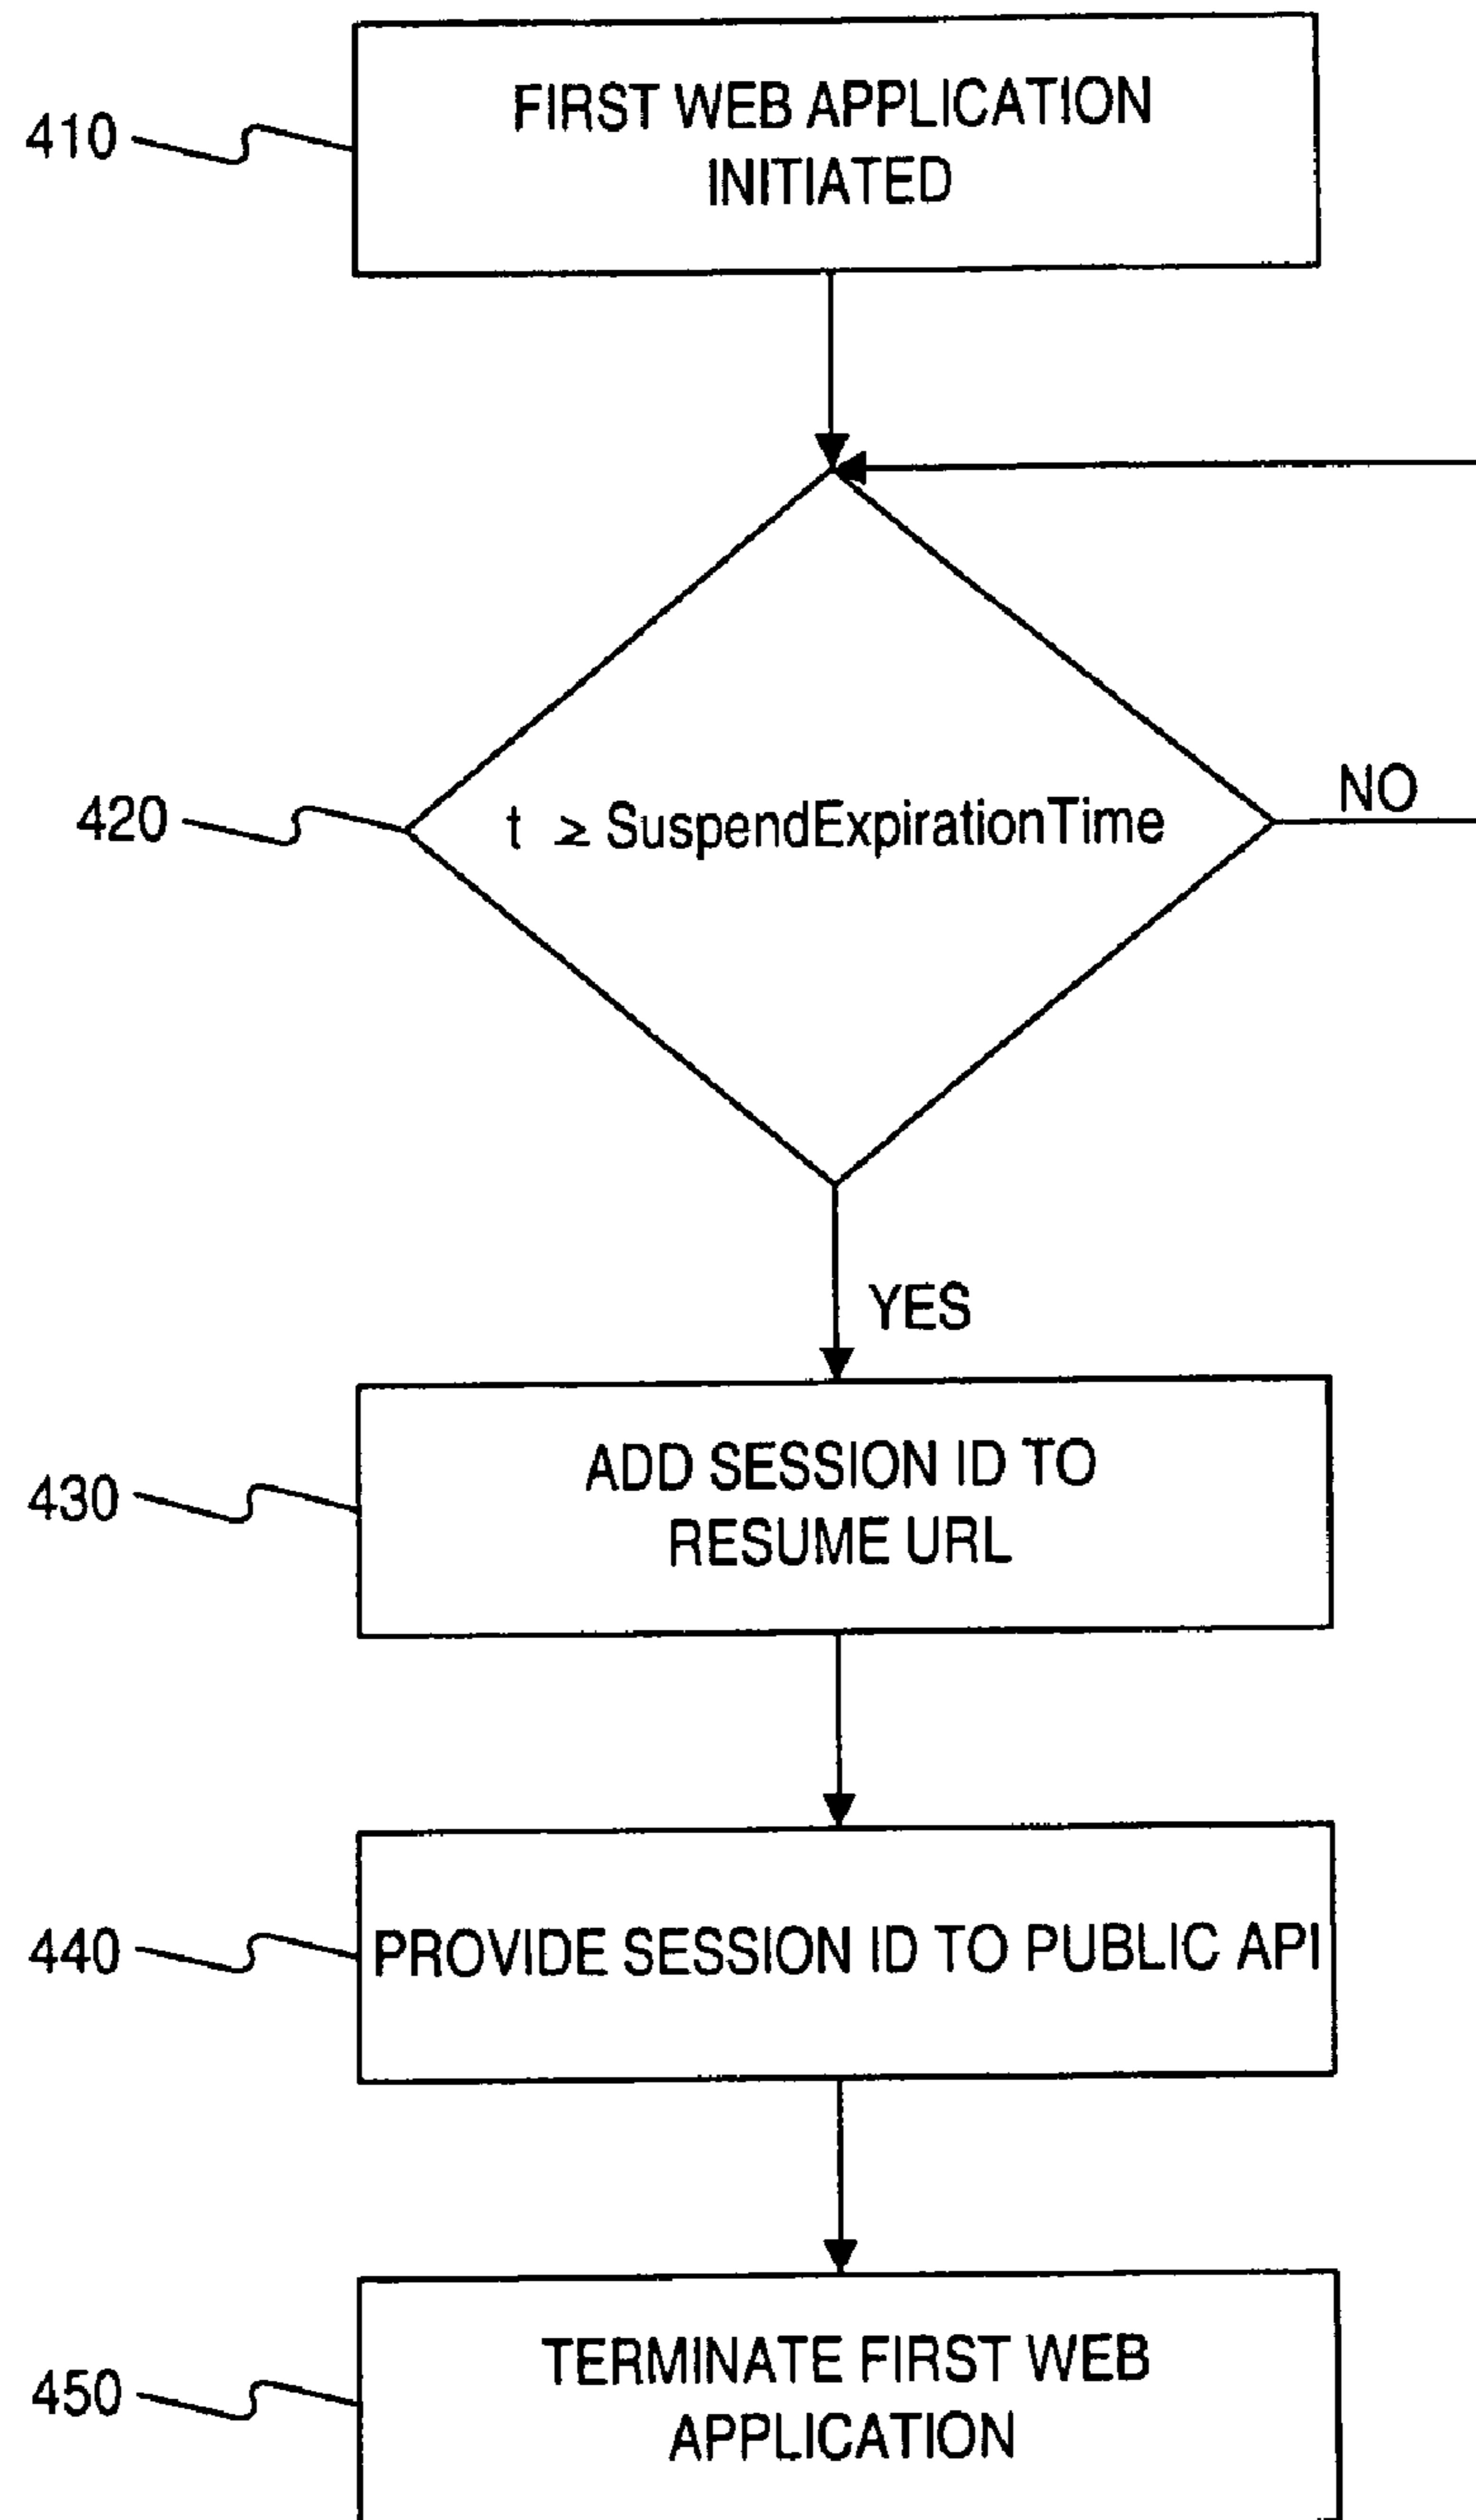 410
FIRST WEB APPLICATION
INITIATED
420
t ≥ SuspendExpirationTime
NO
YES
430
ADD SESSION ID TO
RESUME URL
440
PROVIDE SESSION ID TO PUBLIC API
450
TERMINATE FIRST WEB
APPLICATION